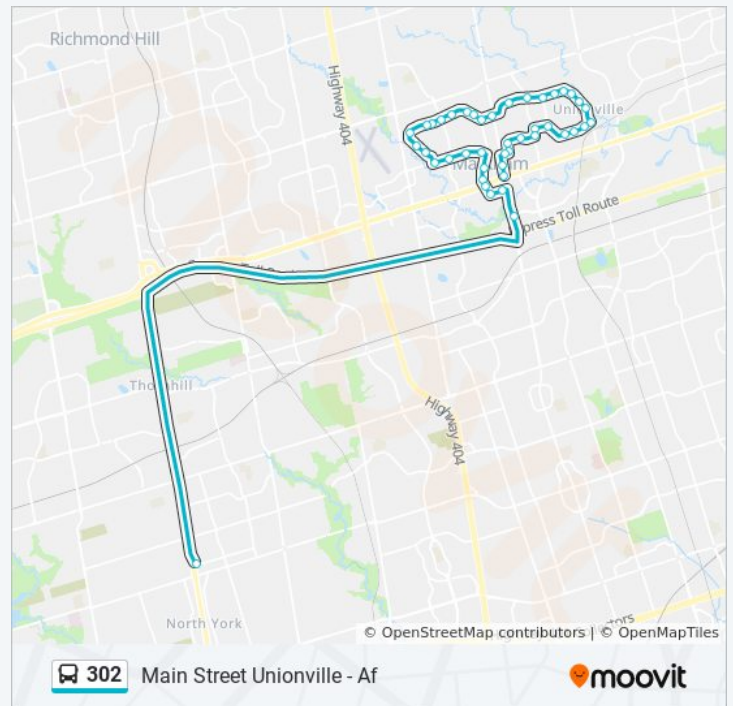 Richmond Hill
Highway 404
Unionville
Markham
press Toll Route
Thornhill
Highway 404
North York
© OpenStreetMap contributors | © OpenMapTiles
302 Main Street Unionville - Af
moovit